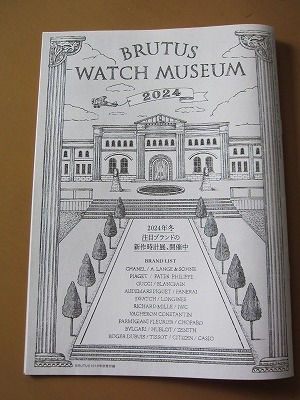 BRUTUS
WATCH MUSEUM
2024
2024年冬
注目ブランドの
新作時計展、開催中
BRAND LIST
CHANEL / A. LANGE & SÖHNE
PIAGET / PATEK PHILIPPE
GUCCI / BLANCPAIN
AUDEMARS PIGUET / PANERAI
SWATCH / LONGINES
RICHARD MILLE / IWC
VACHERON CONSTANTIN
PARMIGIANI FLEURIER / CHOPARD
BVLGARI / HUBLOT / ZENITH
ROGER DUBUIS / TISSOT / CITIZEN / CASIO